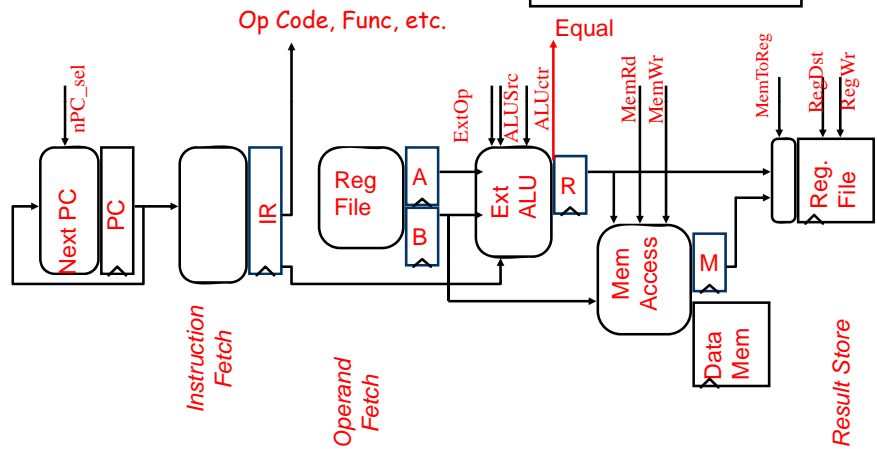 Op Code, Func, etc.
Equal
nPC_sel
ExtOp
ALUSrc
ALUctr
MemRd
MemWr
MemToReg
RegDst
RegWr
Next PC
PC
IR
Reg
File
A
B
Ext
ALU
R
Mem
Access
M
Data
Mem
Reg.
File
Instruction
Fetch
Operand
Fetch
Result Store